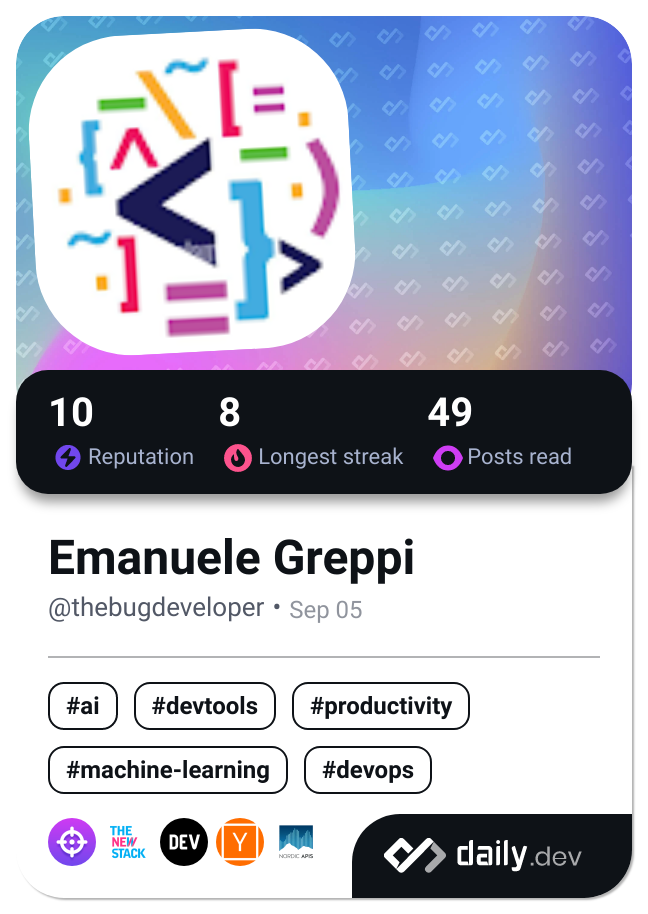 10 8 49
Reputation Longest streak Posts read
Emanuele Greppi
@thebugdeveloper • Sep 05
#ai #devtools #productivity
#machine-learning #devops
THE
NEW
STACK
DEV
Y
NORDIC APIS
daily.dev